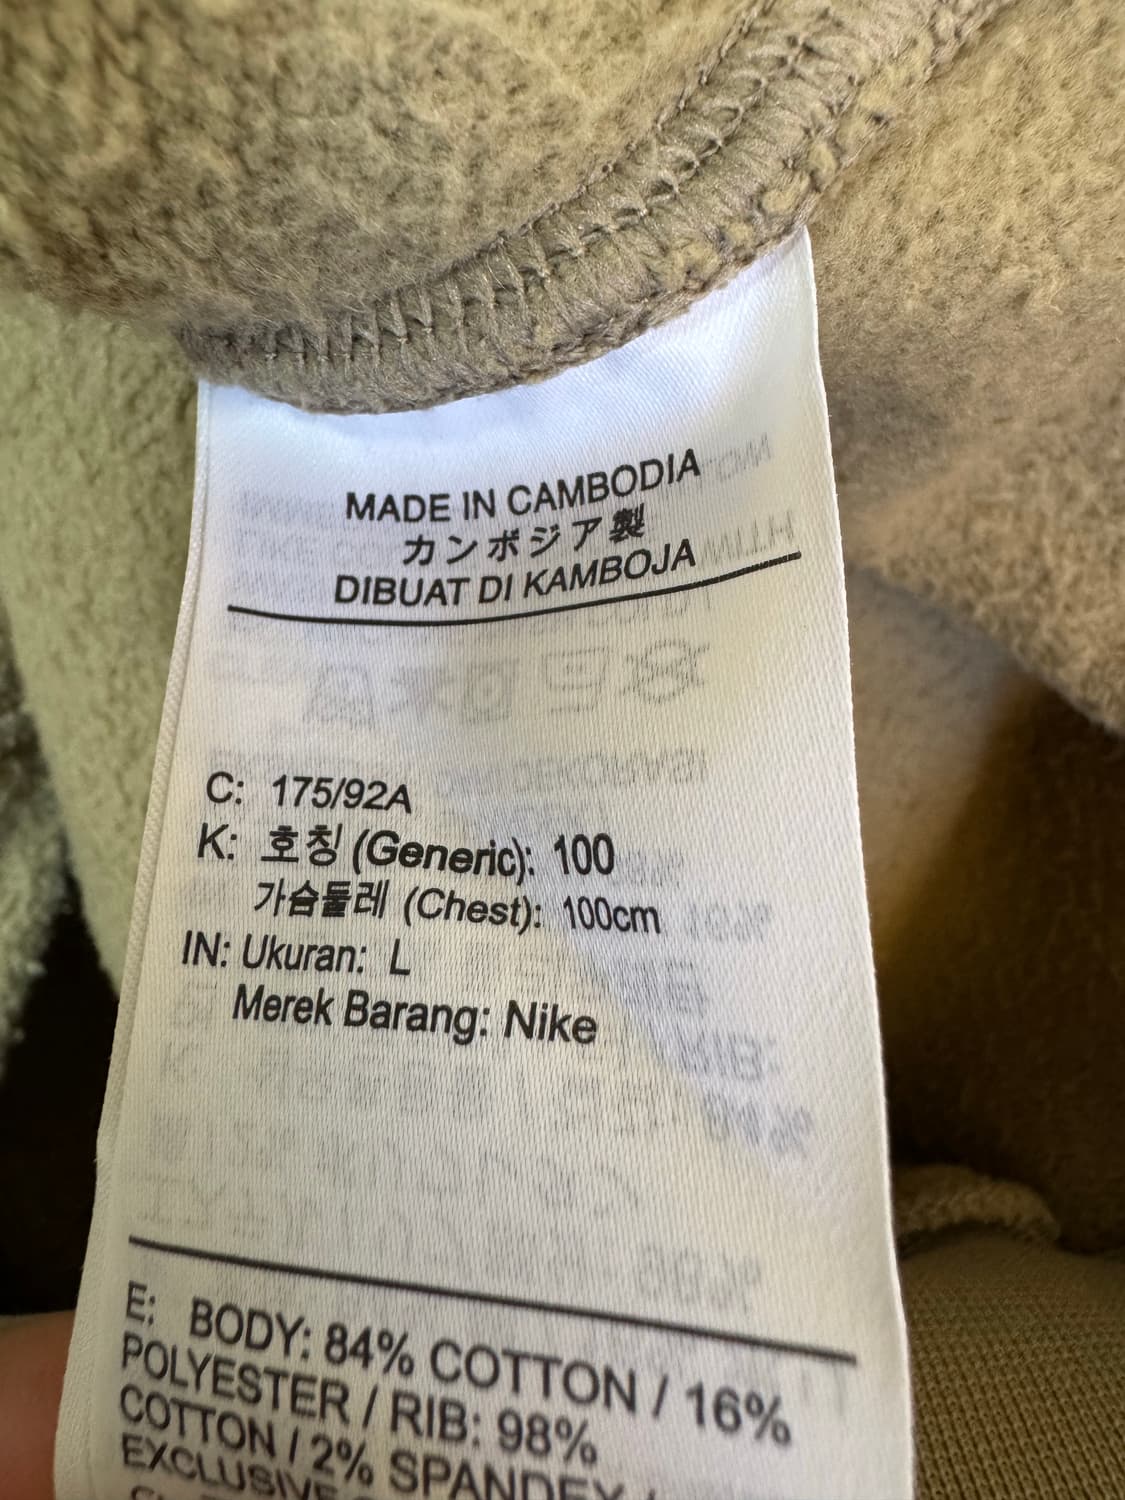 MADE IN CAMBODIA
カンボジア製
DIBUAT DI KAMBOJA
C: 175/92A
K: 호칭 (Generic): 100
가슴둘레 (Chest): 100cm
IN: Ukuran: L
Merek Barang: Nike
E: BODY: 84% COTTON / 16%
POLYESTER / RIB: 98%
COTTON / 2% SPANDEX /
EXCLUSIVE